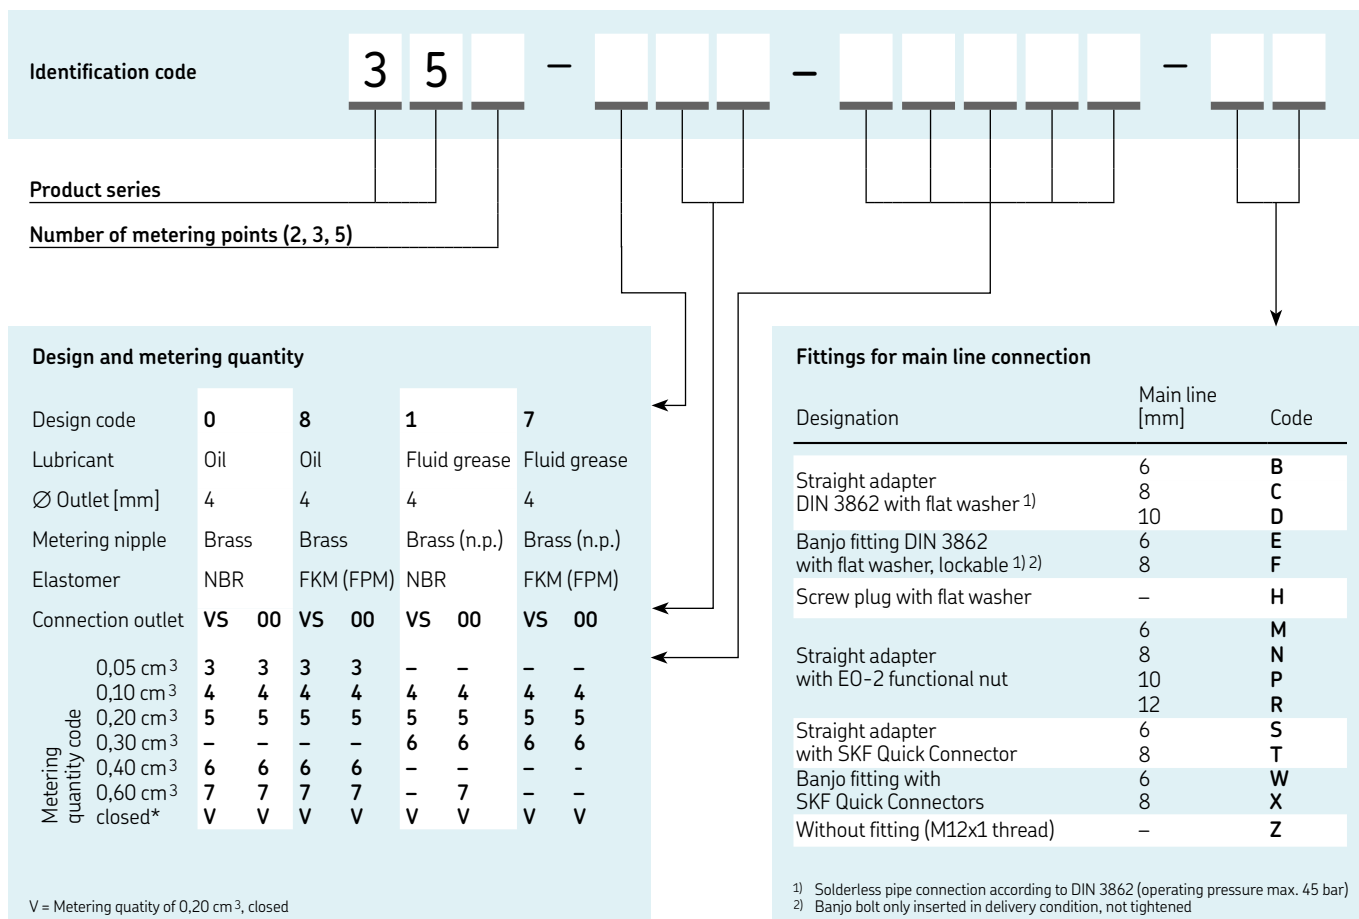 Identification code 3 5 – – –
Product series
Number of metering points (2, 3, 5)
Design and metering quantity
Design code 0 8 1 7
Lubricant Oil Oil Fluid grease Fluid grease
Ø Outlet [mm] 4 4 4 4
Metering nipple Brass Brass Brass (n.p.) Brass (n.p.)
Elastomer NBR FKM (FPM) NBR FKM (FPM)
Connection outlet VS 00 VS 00 VS 00 VS 00
Metering
quantity code
0,05 cm³ 3 3 3 3 – – – –
0,10 cm³ 4 4 4 4 4 4 4 4
0,20 cm³ 5 5 5 5 5 5 5 5
0,30 cm³ – – – – 6 6 6 6
0,40 cm³ 6 6 6 6 – – – -
0,60 cm³ 7 7 7 7 – 7 – –
closed* V V V V V V V V
V = Metering quatity of 0,20 cm³, closed
Fittings for main line connection
Main line
Designation [mm] Code
Straight adapter
DIN 3862 with flat washer 1)
6 B
8 C
10 D
Banjo fitting DIN 3862 6 E
with flat washer, lockable 1) 2) 8 F
Screw plug with flat washer – H
Straight adapter
with EO-2 functional nut
6 M
8 N
10 P
12 R
Straight adapter 6 S
with SKF Quick Connector 8 T
Banjo fitting with 6 W
SKF Quick Connectors 8 X
Without fitting (M12x1 thread) – Z
1) Solderless pipe connection according to DIN 3862 (operating pressure max. 45 bar)
2) Banjo bolt only inserted in delivery condition, not tightened